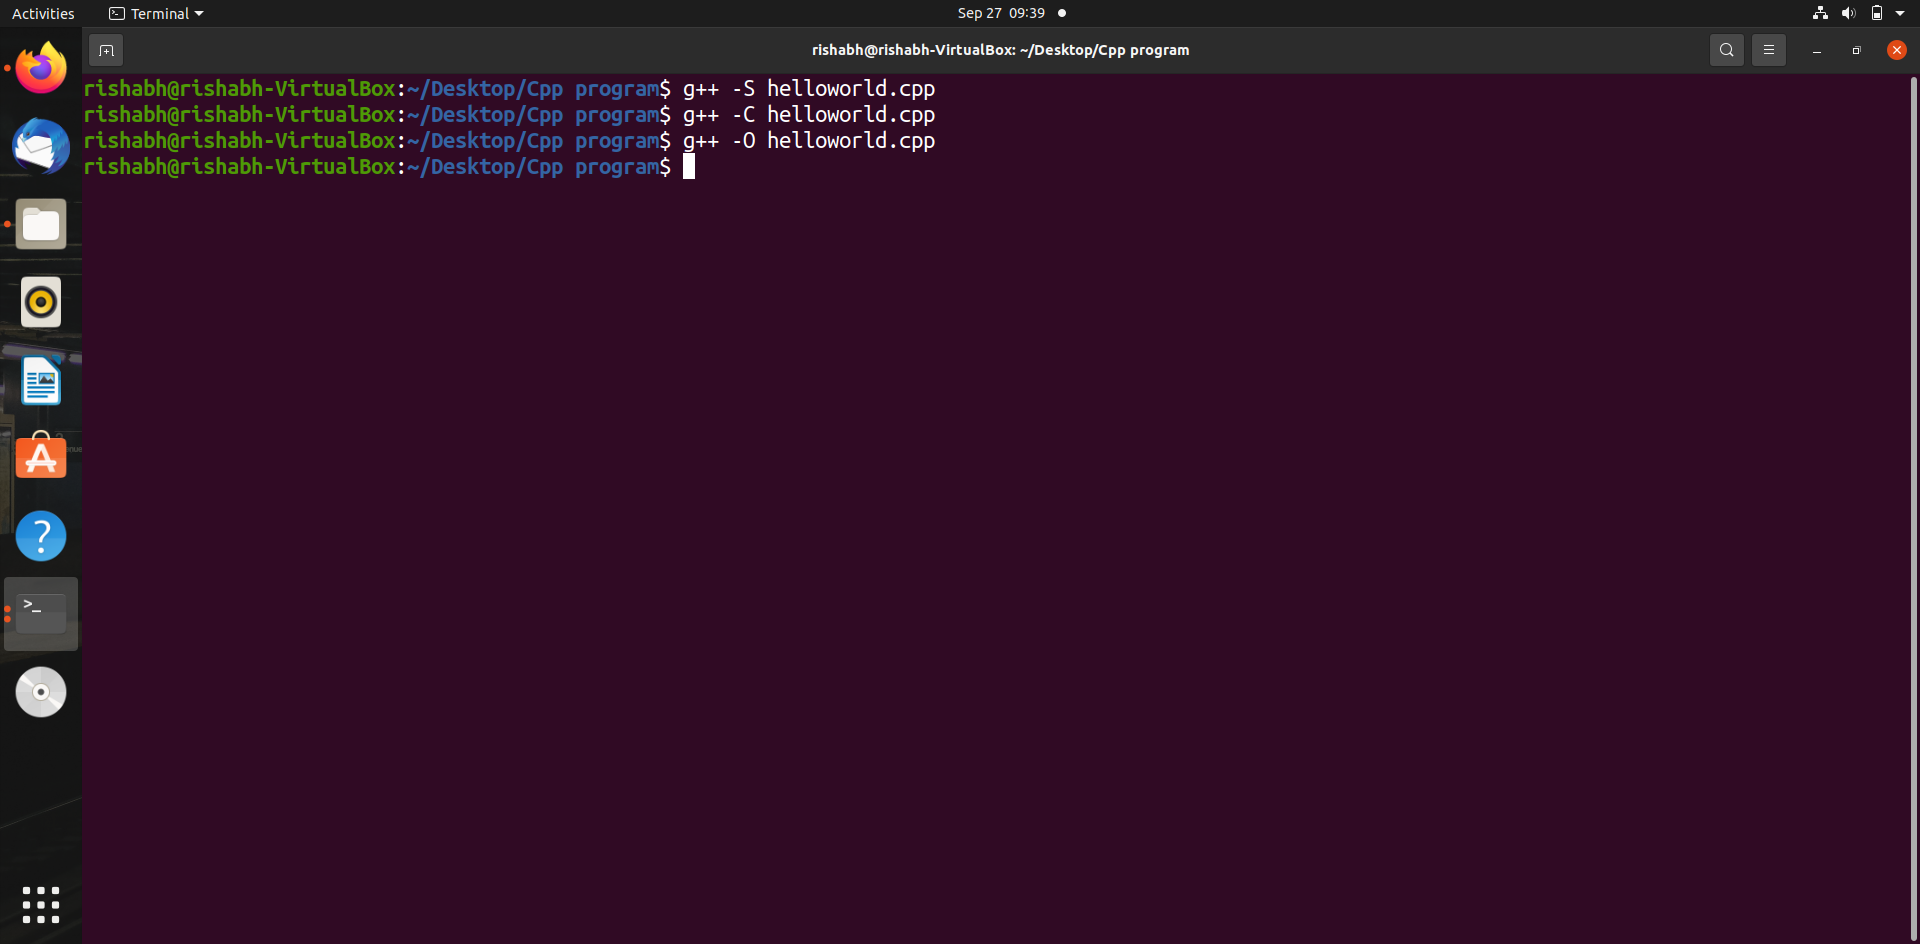 Activities Terminal Sep 27 09:39
rishabh@rishabh-VirtualBox: ~/Desktop/Cpp program
rishabh@rishabh-VirtualBox:~/Desktop/Cpp program$ g++ -S helloworld.cpp
rishabh@rishabh-VirtualBox:~/Desktop/Cpp program$ g++ -C helloworld.cpp
rishabh@rishabh-VirtualBox:~/Desktop/Cpp program$ g++ -O helloworld.cpp
rishabh@rishabh-VirtualBox:~/Desktop/Cpp program$